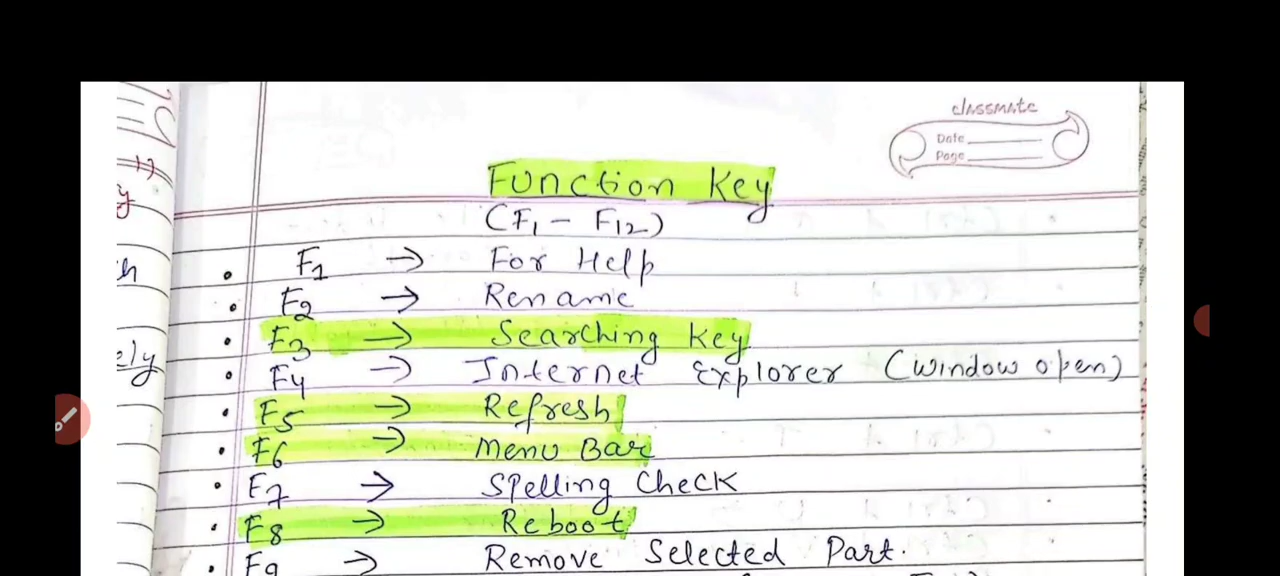 classmate
Date
Page
Function Key
(F1 – F12)
• F1 → For Help
• F2 → Rename
• F3 → Searching Key
• F4 → Internet Explorer (window open)
• F5 → Refresh
• F6 → Menu Bar
• F7 → Spelling Check
• F8 → Reboot
• F9 → Remove Selected Part.